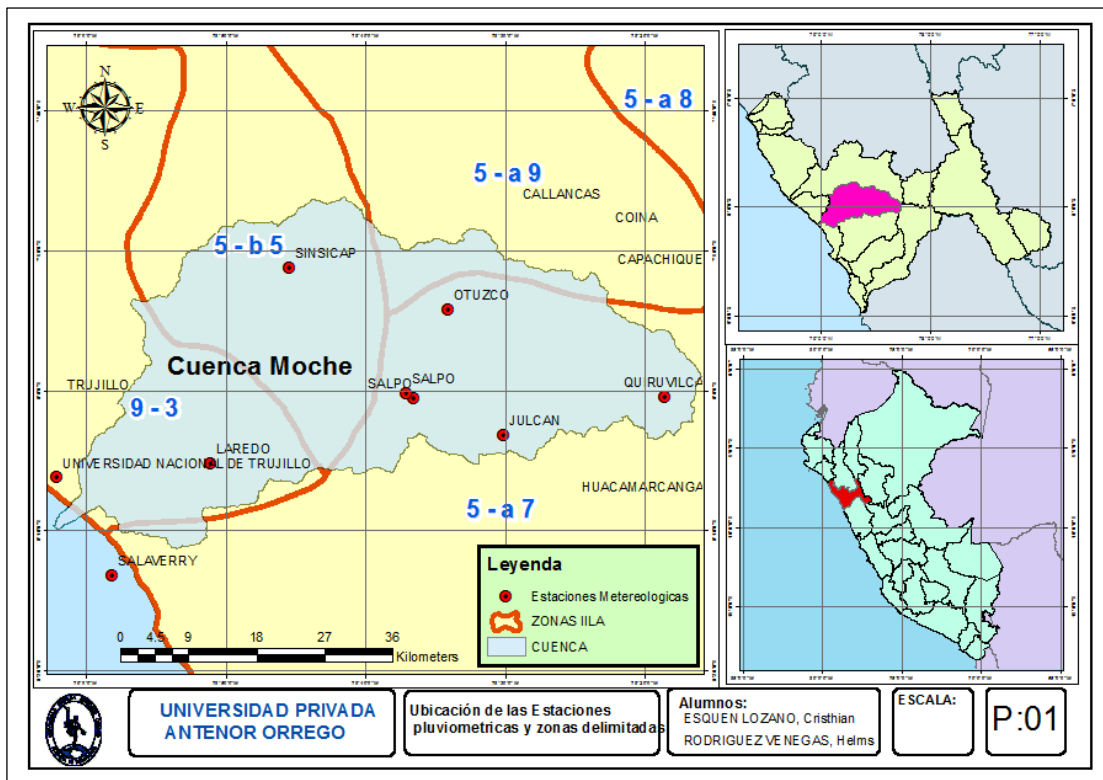 N
W
E
S
5 - a 8
5 - a 9
CALLANCAS
COINA
5 - b 5
SINSICAP
CAPACHIQUE
OTUZCO
Cuenca Moche
TRUJILLO
SALPO
SALPO
QUIRUVILCA
9 - 3
JULCAN
LAREDO
UNIVERSIDAD NACIONAL DE TRUJILLO
HUACAMARCANGA
5 - a 7
SALAVERRY
Leyenda
Estaciones Metereologicas
ZONAS IILA
CUENCA
0 4.5 9 18 27 36
Kilometers
UNIVERSIDAD PRIVADA
ANTENOR ORREGO
Ubicación de las Estaciones
pluviometricas y zonas delimitadas
Alumnos:
ESQUEN LOZANO, Cristhian
RODRIGUEZ VENEGAS, Helms
ESCALA:
P:01